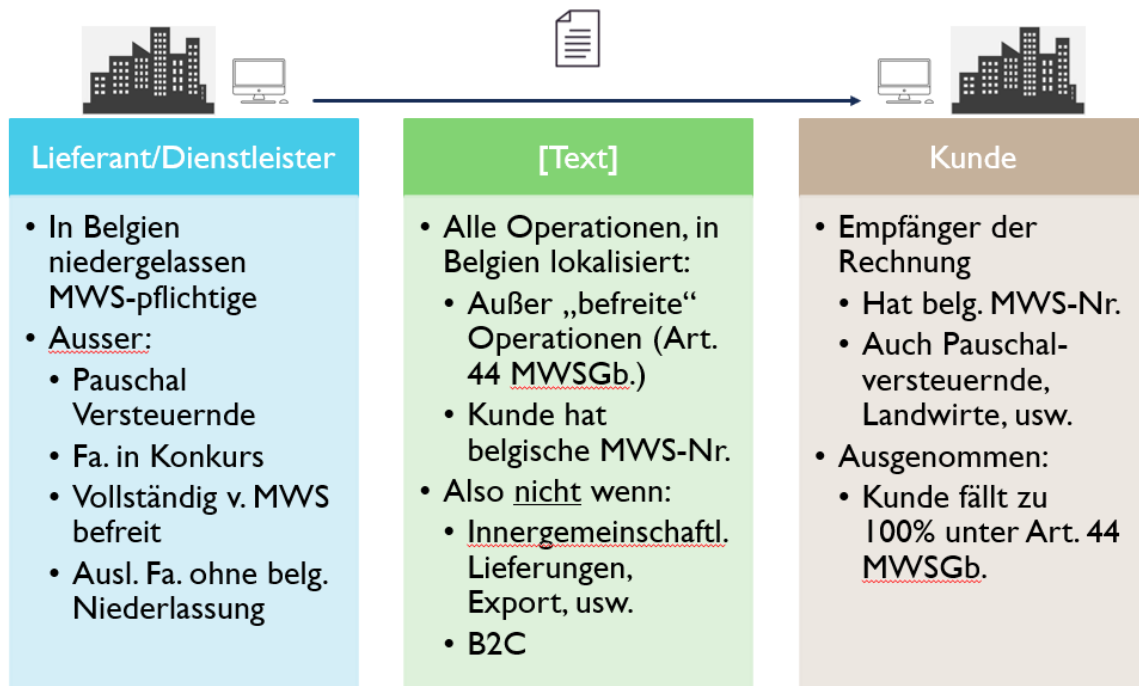 Lieferant/Dienstleister
• In Belgien
niedergelassen
MWS-pflichtige
• Ausser:
• Pauschal
Versteuernde
• Fa. in Konkurs
• Vollständig v. MWS
befreit
• Ausl. Fa. ohne belg.
Niederlassung
[Text]
• Alle Operationen, in
Belgien lokalisiert:
• Außer „befreite“
Operationen (Art.
44 MWSGb.)
• Kunde hat
belgische MWS-Nr.
• Also nicht wenn:
• Innergemeinschaftl.
Lieferungen,
Export, usw.
• B2C
Kunde
• Empfänger der
Rechnung
• Hat belg. MWS-Nr.
• Auch Pauschal-
versteuernde,
Landwirte, usw.
• Ausgenommen:
• Kunde fällt zu
100% unter Art. 44
MWSGb.